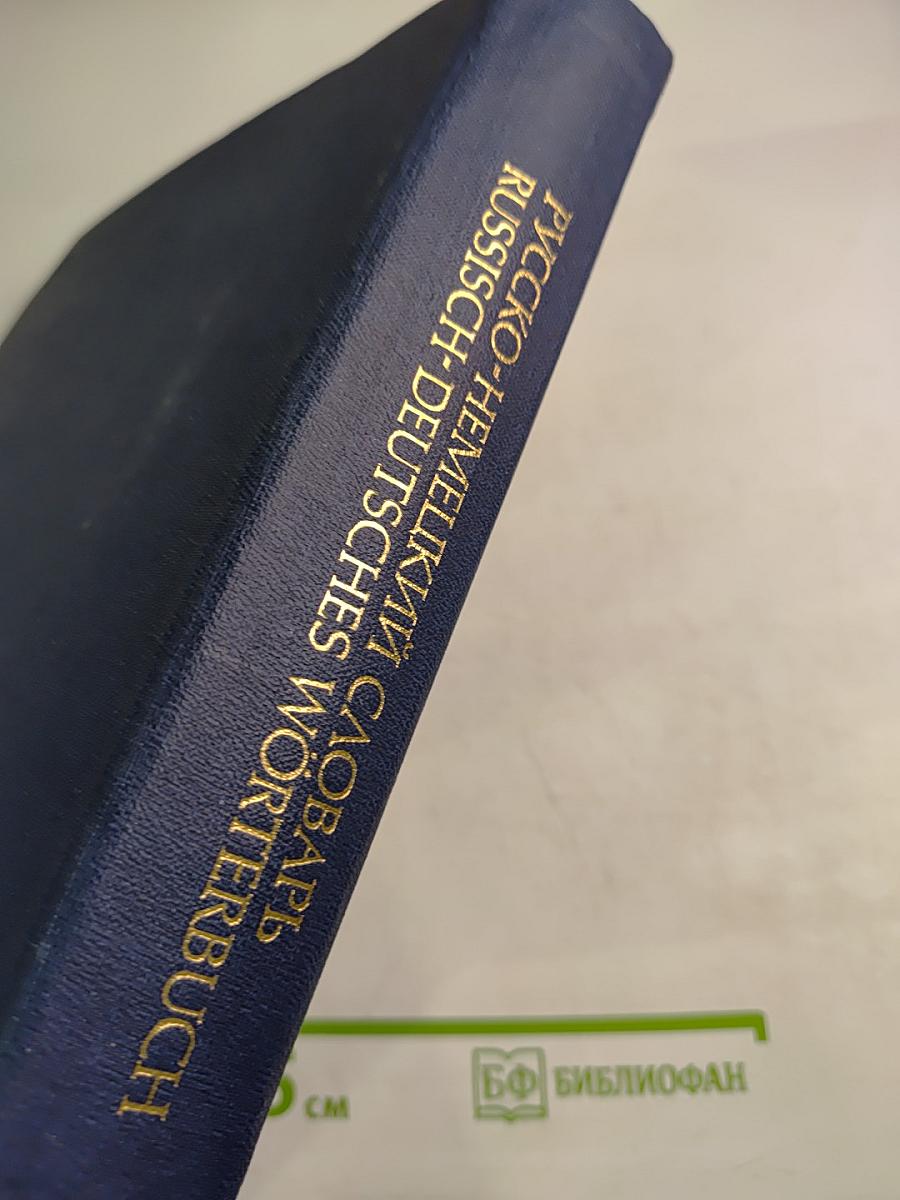 РУССКО-НЕМЕЦКИЙ СЛОВАРЬ
RUSSISCH-DEUTSCHES WÖRTERBUCH
см
БФ БИБЛИОФАН